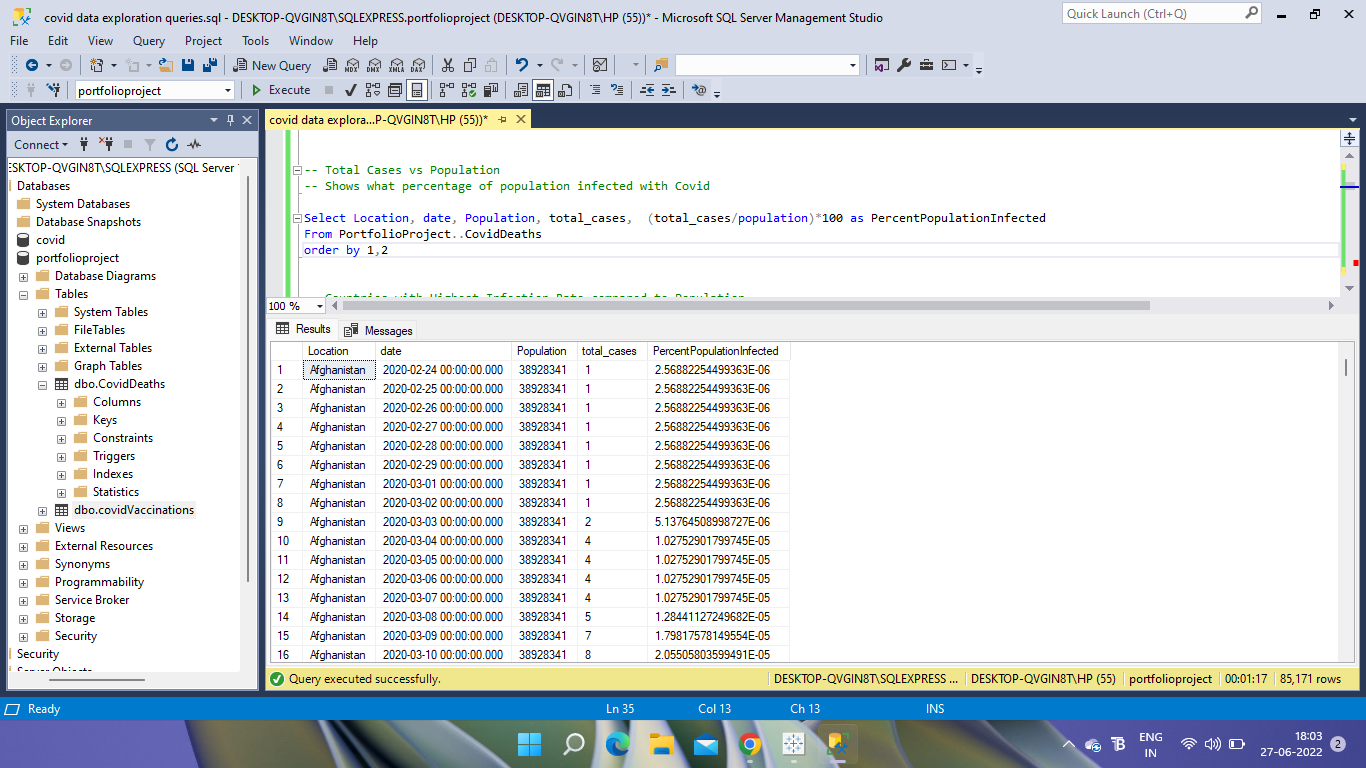 covid data exploration queries.sql - DESKTOP-QVGIN8T\SQLEXPRESS.portfolioproject (DESKTOP-QVGIN8T\HP (55))* - Microsoft SQL Server Management Studio
Quick Launch (Ctrl+Q)
File Edit View Query Project Tools Window Help
New Query MDX DMX XMLA DAX
portfolioproject Execute
Object Explorer
covid data explora...P-QVGIN8T\HP (55))*
Connect
ESKTOP-QVGIN8T\SQLEXPRESS (SQL Server
Databases
System Databases
Database Snapshots
covid
portfolioproject
Database Diagrams
Tables
System Tables
FileTables
External Tables
Graph Tables
dbo.CovidDeaths
Columns
Keys
Constraints
Triggers
Indexes
Statistics
dbo.covidVaccinations
Views
External Resources
Synonyms
Programmability
Service Broker
Storage
Security
Security
Server Objects
-- Total Cases vs Population
-- Shows what percentage of population infected with Covid
Select Location, date, Population, total_cases,  (total_cases/population)*100 as PercentPopulationInfected
From PortfolioProject..CovidDeaths
order by 1,2
Countries with Highest Infection Rate compared to Population
100 %
Results Messages
Location date Population total_cases PercentPopulationInfected
1 Afghanistan 2020-02-24 00:00:00.000 38928341 1 2.56882254499363E-06
2 Afghanistan 2020-02-25 00:00:00.000 38928341 1 2.56882254499363E-06
3 Afghanistan 2020-02-26 00:00:00.000 38928341 1 2.56882254499363E-06
4 Afghanistan 2020-02-27 00:00:00.000 38928341 1 2.56882254499363E-06
5 Afghanistan 2020-02-28 00:00:00.000 38928341 1 2.56882254499363E-06
6 Afghanistan 2020-02-29 00:00:00.000 38928341 1 2.56882254499363E-06
7 Afghanistan 2020-03-01 00:00:00.000 38928341 1 2.56882254499363E-06
8 Afghanistan 2020-03-02 00:00:00.000 38928341 1 2.56882254499363E-06
9 Afghanistan 2020-03-03 00:00:00.000 38928341 2 5.13764508998727E-06
10 Afghanistan 2020-03-04 00:00:00.000 38928341 4 1.02752901799745E-05
11 Afghanistan 2020-03-05 00:00:00.000 38928341 4 1.02752901799745E-05
12 Afghanistan 2020-03-06 00:00:00.000 38928341 4 1.02752901799745E-05
13 Afghanistan 2020-03-07 00:00:00.000 38928341 4 1.02752901799745E-05
14 Afghanistan 2020-03-08 00:00:00.000 38928341 5 1.28441127249682E-05
15 Afghanistan 2020-03-09 00:00:00.000 38928341 7 1.79817578149554E-05
16 Afghanistan 2020-03-10 00:00:00.000 38928341 8 2.05505803599491E-05
Query executed successfully. DESKTOP-QVGIN8T\SQLEXPRESS ... DESKTOP-QVGIN8T\HP (55) portfolioproject 00:01:17 85,171 rows
Ready Ln 35 Col 13 Ch 13 INS
ENG
IN
18:03
27-06-2022
2